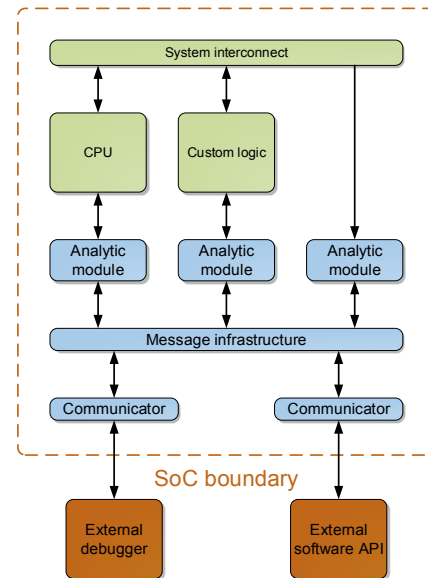 System interconnect
CPU
Custom logic
Analytic
module
Analytic
module
Analytic
module
Message infrastructure
Communicator
Communicator
SoC boundary
External
debugger
External
software API